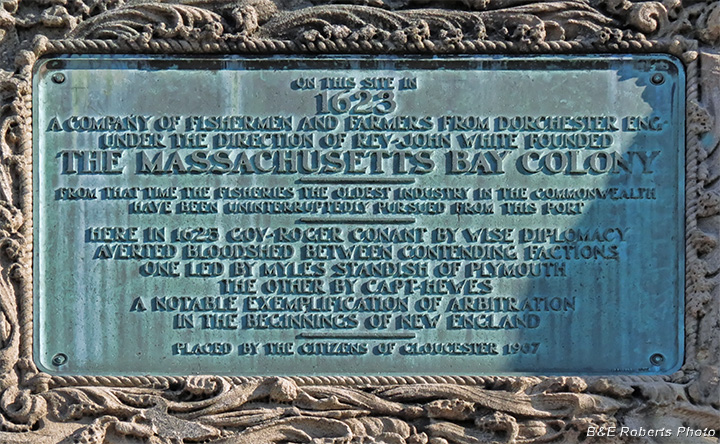 ON THIS SITE IN
1623
A COMPANY OF FISHERMEN AND FARMERS FROM DORCHESTER ENG·
UNDER THE DIRECTION OF REV·JOHN WHITE FOUNDED
THE MASSACHUSETTS BAY COLONY
FROM THAT TIME THE FISHERIES THE OLDEST INDUSTRY IN THE COMMONWEALTH
HAVE BEEN UNINTERRUPTEDLY PURSUED FROM THIS PORT
HERE IN 1625 GOV·ROGER CONANT BY WISE DIPLOMACY
AVERTED BLOODSHED BETWEEN CONTENDING FACTIONS
ONE LED BY MYLES STANDISH OF PLYMOUTH
THE OTHER BY CAPT·HEWES
A NOTABLE EXEMPLIFICATION OF ARBITRATION
IN THE BEGINNINGS OF NEW ENGLAND
PLACED BY THE CITIZENS OF GLOUCESTER 1907
B&E Roberts Photo